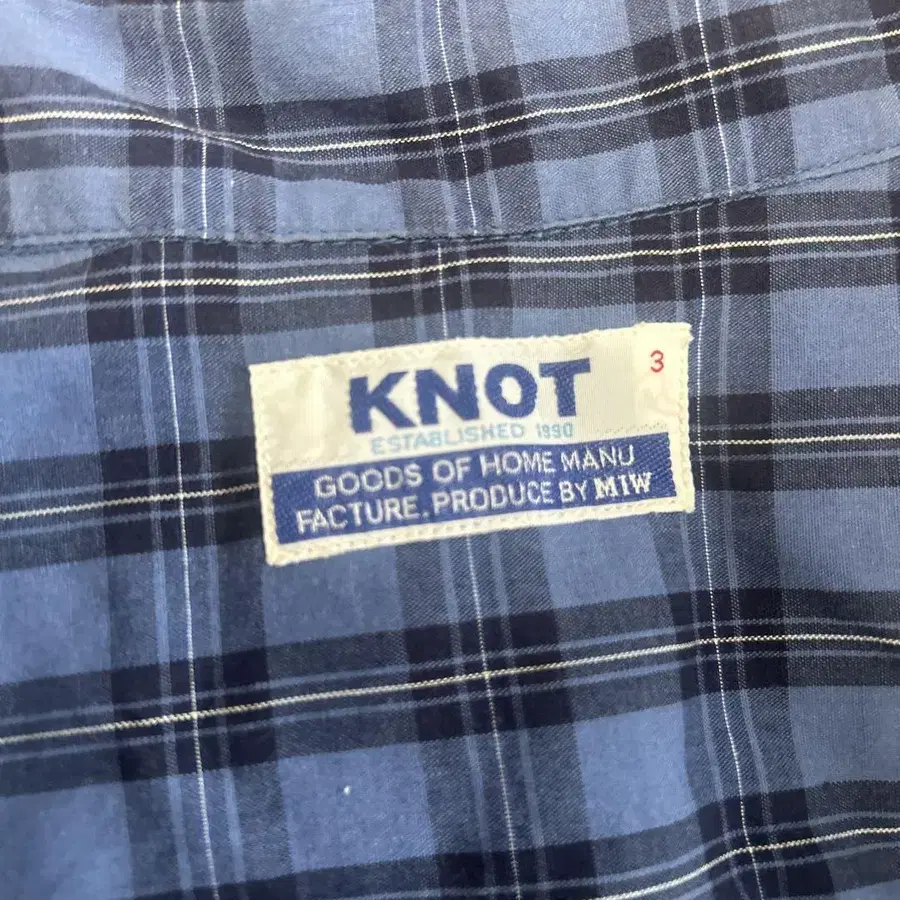 KNOT
3
ESTABLISHED 1990
GOODS OF HOME MANU
FACTURE.PRODUCE BY MIW